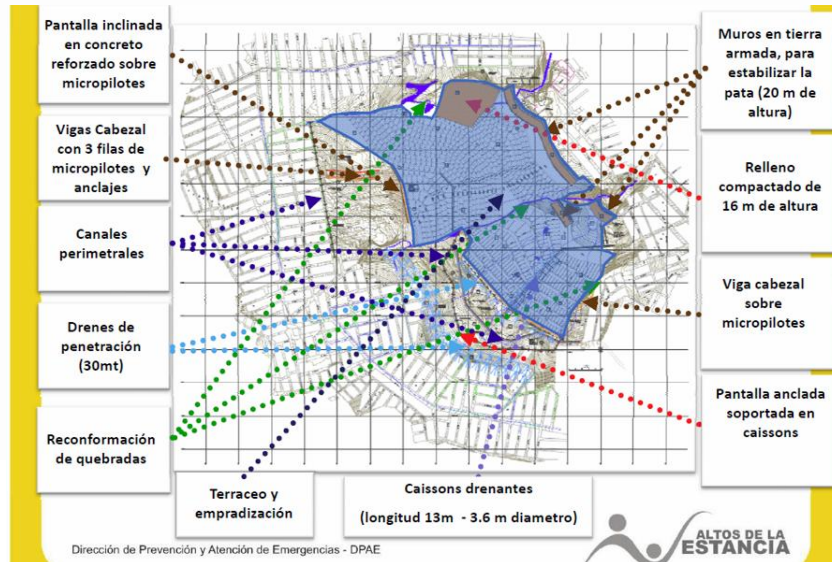 Pantalla inclinada
en concreto
reforzado sobre
micropilotes
Vigas Cabezal
con 3 filas de
micropilotes y
anclajes
Canales
perimetrales
Drenes de
penetración
(30mt)
Reconformación
de quebradas
Terraceo y
empradización
Caissons drenantes
(longitud 13m - 3.6 m diametro)
Muros en tierra
armada, para
estabilizar la
pata (20 m de
altura)
Relleno
compactado de
16 m de altura
Viga cabezal
sobre
micropilotes
Pantalla anclada
soportada en
caissons
Dirección de Prevención y Atención de Emergencias - DPAE
ALTOS DE LA
ESTANCIA